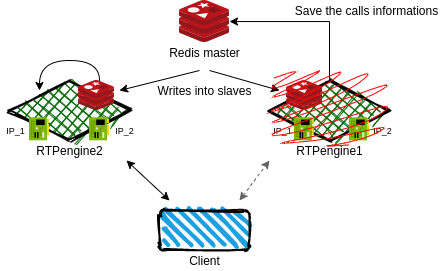 Save the calls informations
Redis master
Writes into slaves
IP_1
IP_2
IP_1
IP_2
RTPengine2
RTPengine1
Client